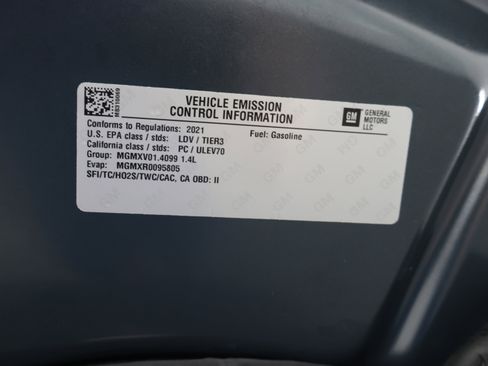 VEHICLE EMISSION
CONTROL INFORMATION
GM GENERAL
MOTORS
LLC
Conforms to Regulations: 2021
Fuel: Gasoline
U.S. EPA class / stds: LDV / TIER3
California class / stds: PC / ULEV70
Group: MGMXV01.4099 1.4L
Evap: MGMXR0095805
SFI/TC/HO2S/TWC/CAC, CA OBD: II